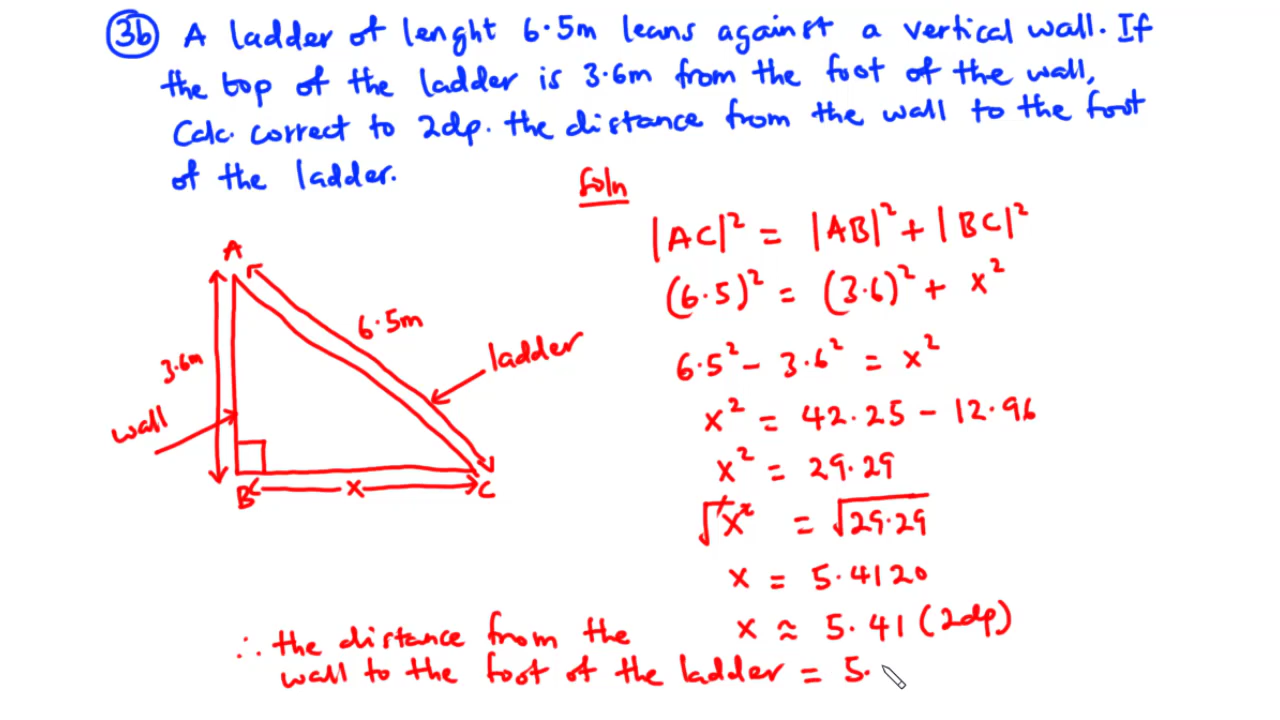 3b A ladder of lenght 6.5m leans against a vertical wall. If
the top of the ladder is 3.6m from the foot of the wall,
Calc. correct to 2dp. the distance from the wall to the foot
of the ladder.
Soln
|AC|² = |AB|² + |BC|²
(6.5)² = (3.6)² + x²
6.5² - 3.6² = x²
x² = 42.25 - 12.96
x² = 29.29
√x² = √29.29
x = 5.4120
x ≈ 5.41 (2dp)
A
6.5m
ladder
3.6m
wall
B
x
C
∴ the distance from the
wall to the foot of the ladder = 5.